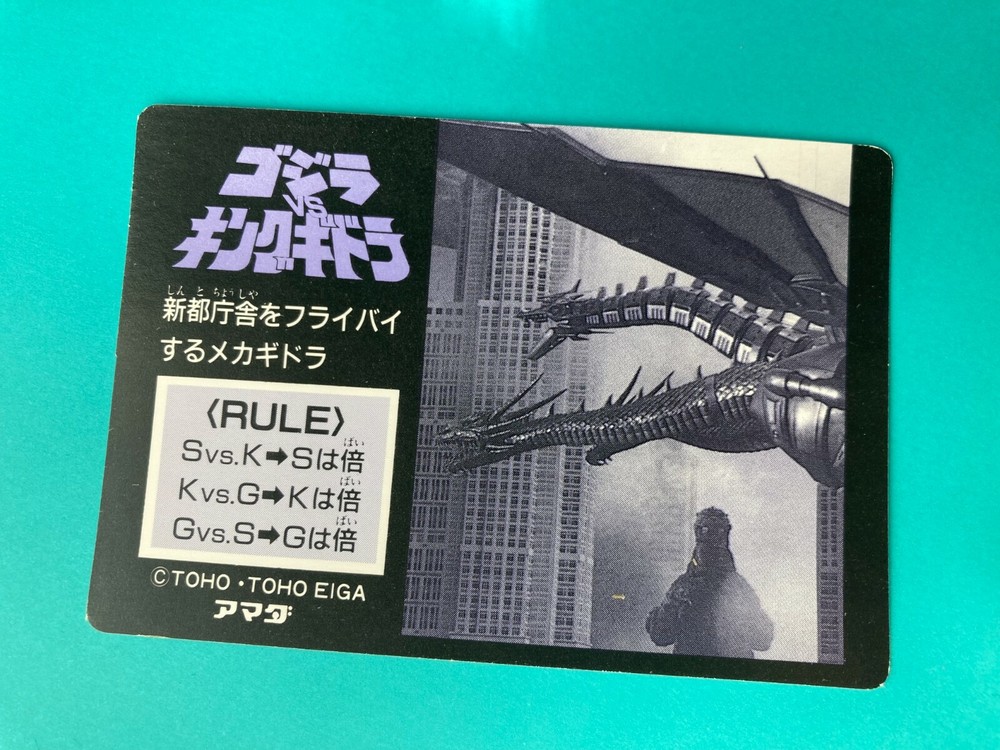 ゴジラ
VS
キングギドラ
しん と ちょうしゃ
新都庁舎をフライバイ
するメカギドラ
〈RULE〉
ばい
Svs.K➡Sは倍
ばい
Kvs.G➡Kは倍
ばい
Gvs.S➡Gは倍
©TOHO・TOHO EIGA
アマダ